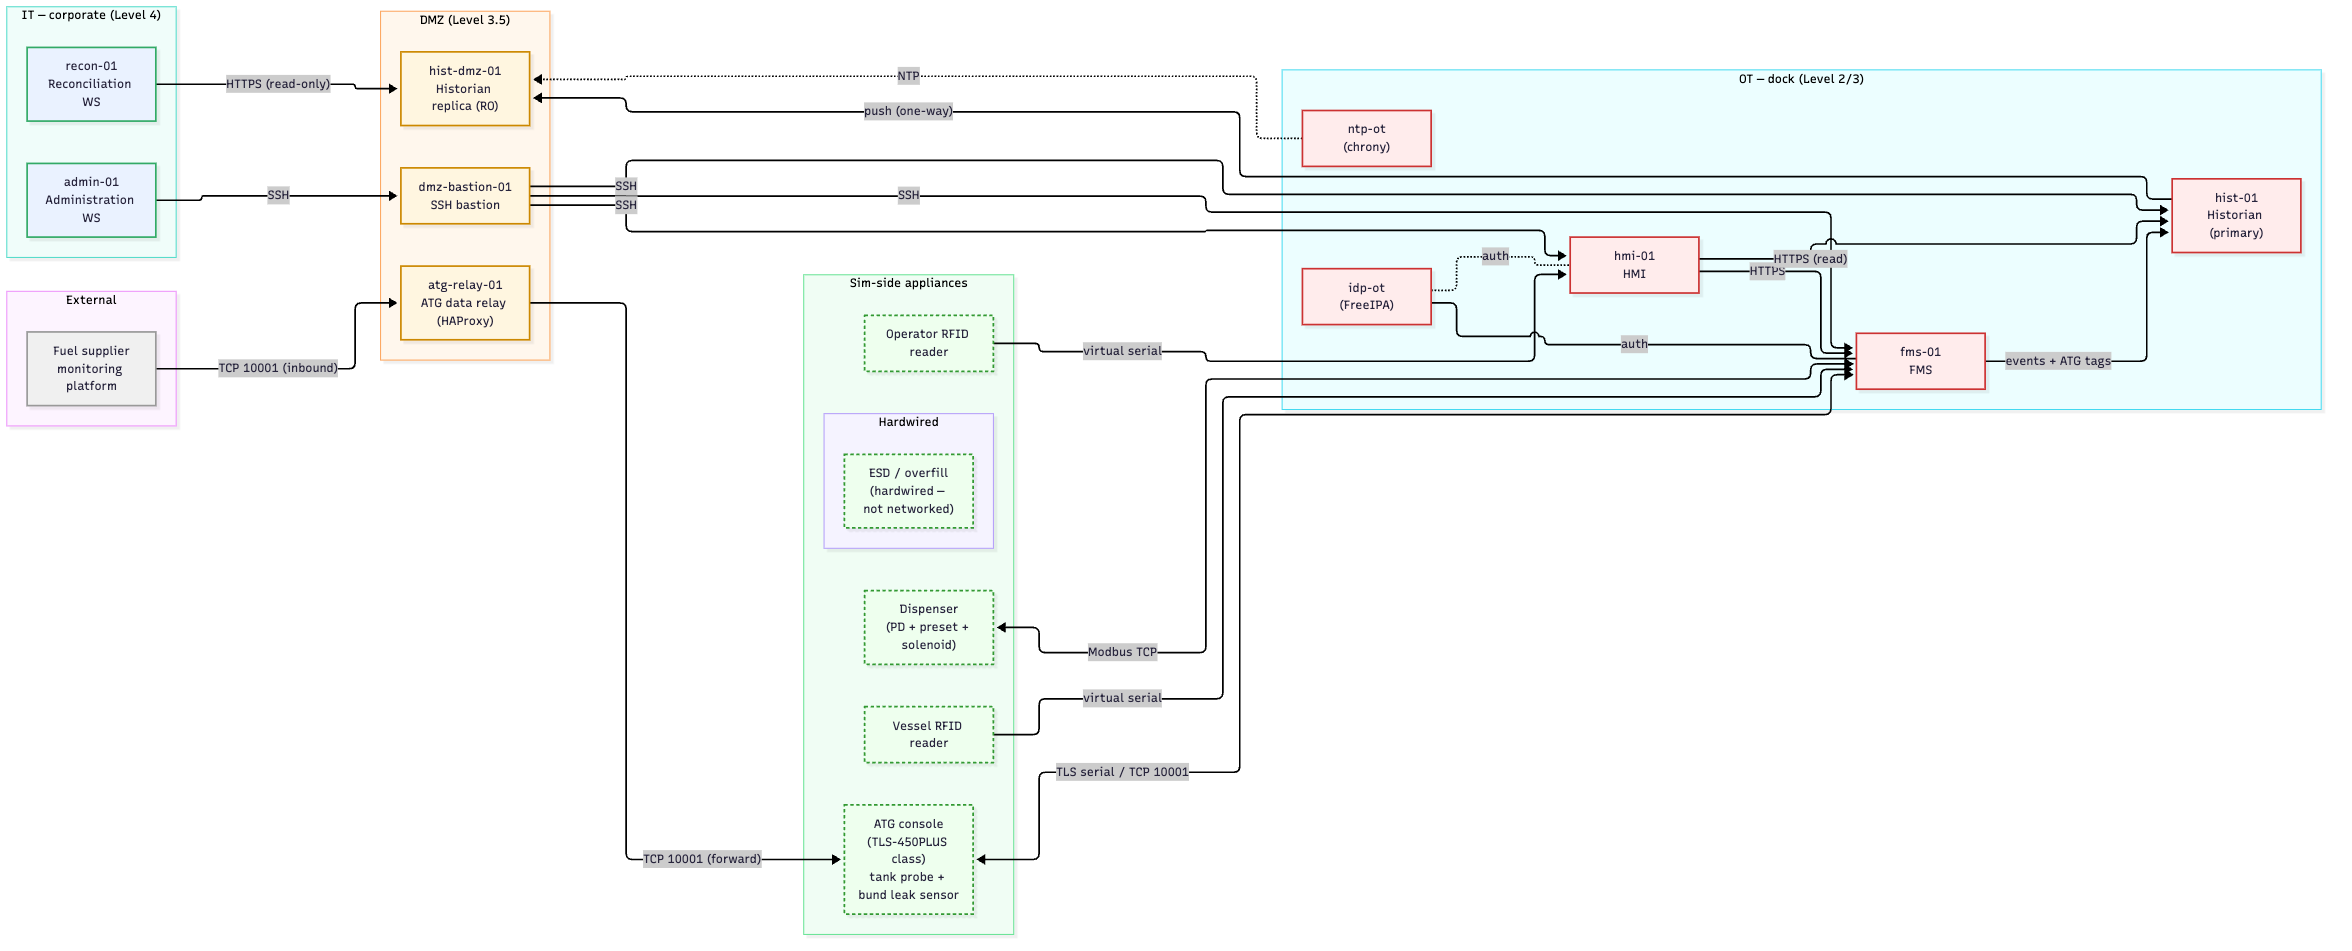 IT — corporate (Level 4)
recon-01
Reconciliation
WS
admin-01
Administration
WS
External
Fuel supplier
monitoring
platform
HTTPS (read-only)
SSH
TCP 10001 (inbound)
DMZ (Level 3.5)
hist-dmz-01
Historian
replica (RO)
dmz-bastion-01
SSH bastion
atg-relay-01
ATG data relay
(HAProxy)
NTP
push (one-way)
SSH
SSH
SSH
TCP 10001 (forward)
Sim-side appliances
Operator RFID
reader
Hardwired
ESD / overfill
(hardwired —
not networked)
Dispenser
(PD + preset +
solenoid)
Vessel RFID
reader
ATG console
(TLS-450PLUS
class)
tank probe +
bund leak sensor
virtual serial
Modbus TCP
virtual serial
TLS serial / TCP 10001
OT — dock (Level 2/3)
ntp-ot
(chrony)
idp-ot
(FreeIPA)
auth
auth
hmi-01
HMI
HTTPS (read)
HTTPS
fms-01
FMS
events + ATG tags
hist-01
Historian
(primary)